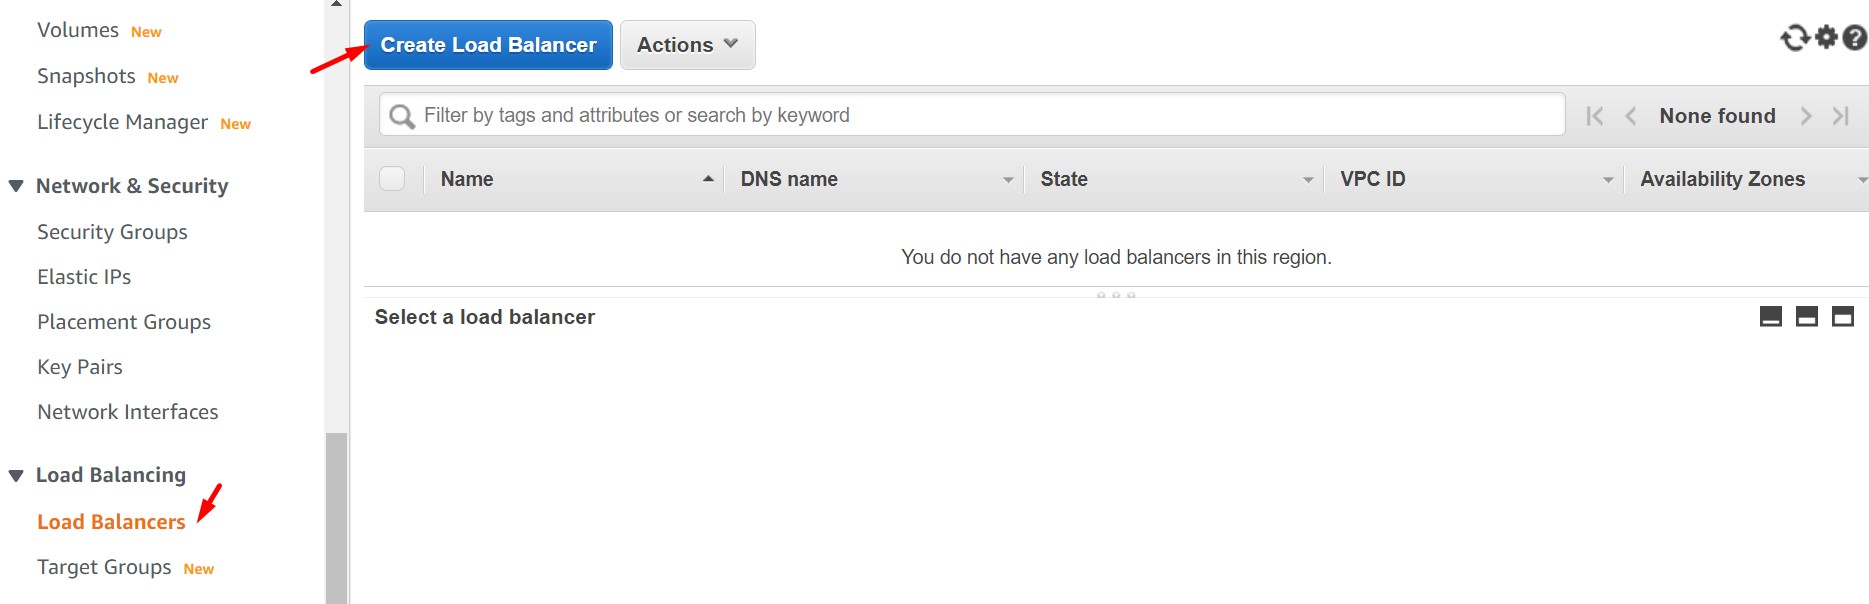 Volumes New
Snapshots New
Lifecycle Manager New
Network & Security
Security Groups
Elastic IPs
Placement Groups
Key Pairs
Network Interfaces
Load Balancing
Load Balancers
Target Groups New
Create Load Balancer Actions
Filter by tags and attributes or search by keyword None found
Name DNS name State VPC ID Availability Zones
You do not have any load balancers in this region.
Select a load balancer